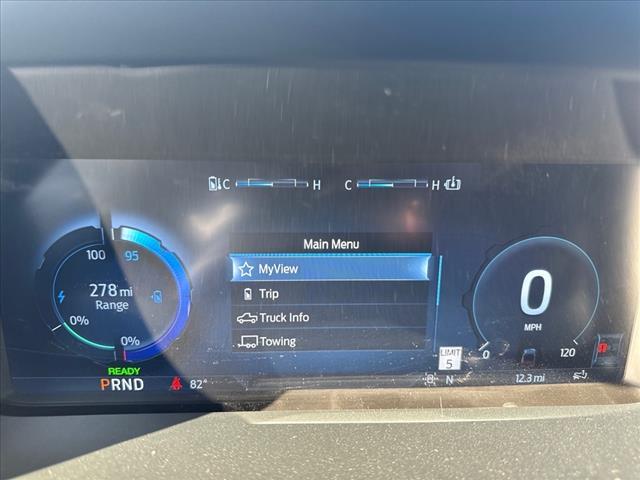 C H C H
Main Menu
MyView
Trip
Truck Info
Towing
100 95
278 mi
Range
0%
0%
READY
PRND
82°
0
MPH
0 120
LIMIT
5
N
12.3 mi